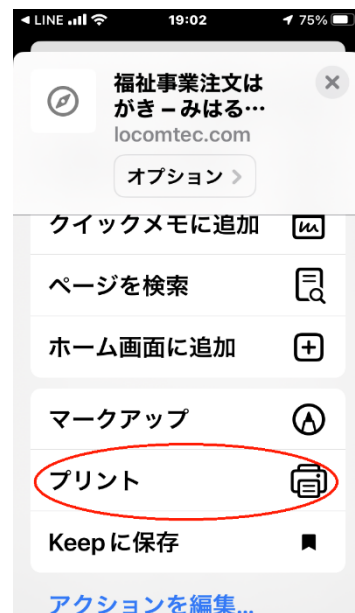 LINE 19:02 75%
福祉事業注文は
がき – みはる…
locomtec.com
オプション
クイックメモに追加
ページを検索
ホーム画面に追加
マークアップ
プリント
Keepに保存
アクションを編集...